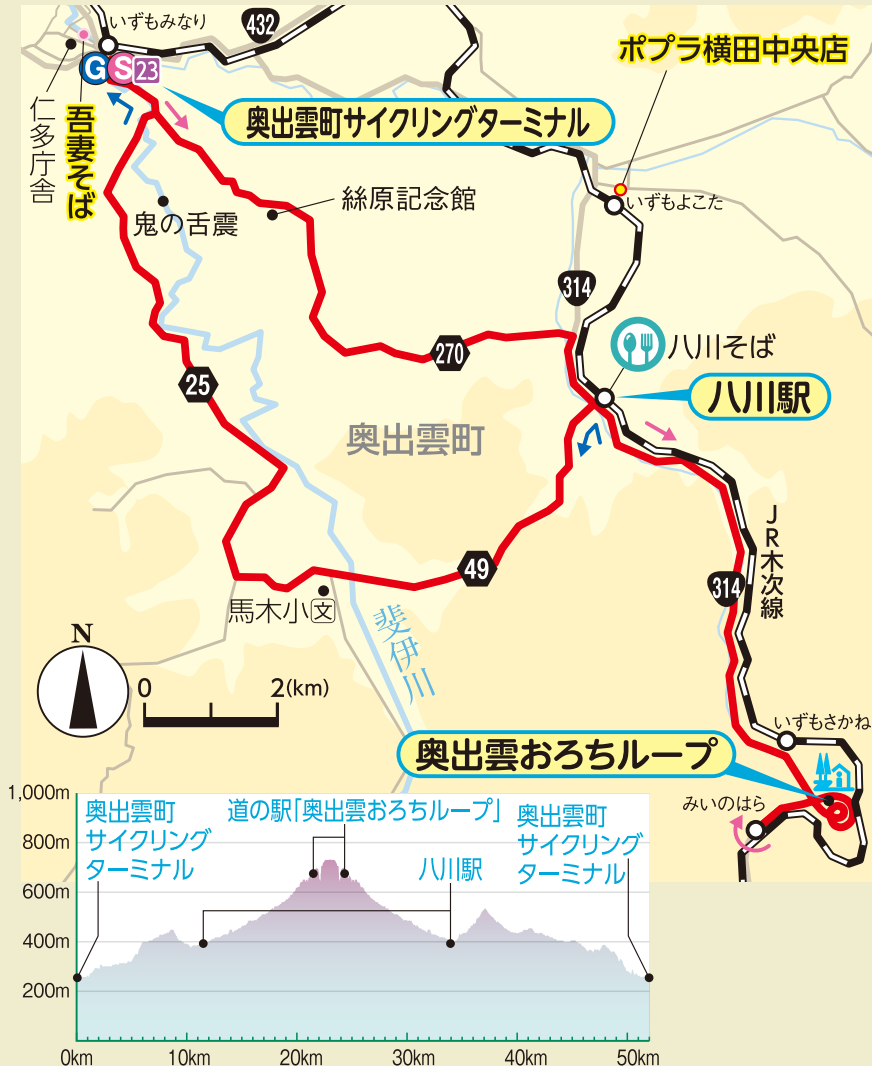 いずもみなり
432
ポプラ横田中央店
G S 23
奥出雲町サイクリングターミナル
仁多庁舎
吾妻そば
鬼の舌震
絲原記念館
いずもよこた
314
270
八川そば
25
八川駅
奥出雲町
JR木次線
49
314
馬木小文
斐伊川
N
0 2(km)
いずもさかね
奥出雲おろちループ
みいのはら
1,000m
800m
600m
400m
200m
奥出雲町
サイクリング
ターミナル
道の駅「奥出雲おろちループ」
八川駅
奥出雲町
サイクリング
ターミナル
0km 10km 20km 30km 40km 50km